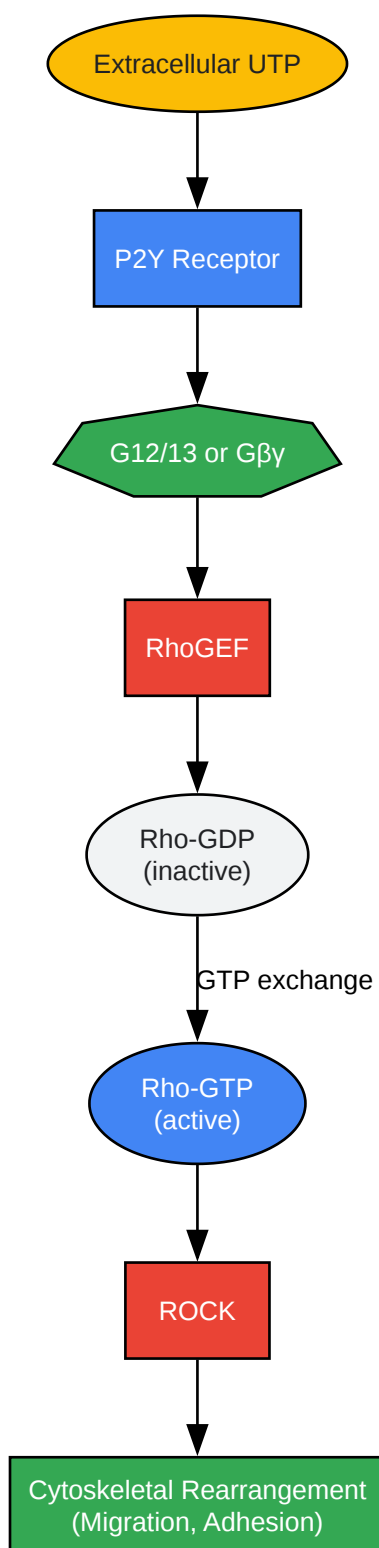 Extracellular UTP
P2Y Receptor
G12/13 or Gβγ
RhoGEF
Rho-GDP
(inactive)
GTP exchange
Rho-GTP
(active)
ROCK
Cytoskeletal Rearrangement
(Migration, Adhesion)